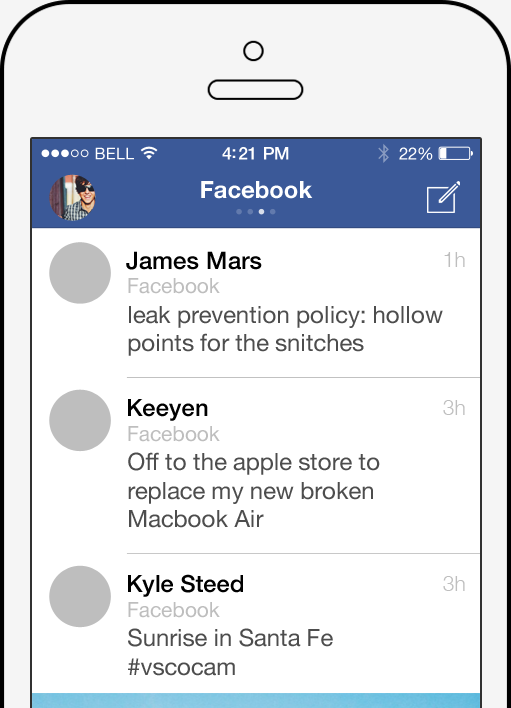 BELL 4:21 PM 22%
Facebook
James Mars 1h
Facebook
leak prevention policy: hollow
points for the snitches
Keeyen 3h
Facebook
Off to the apple store to
replace my new broken
Macbook Air
Kyle Steed 3h
Facebook
Sunrise in Santa Fe
#vscocam